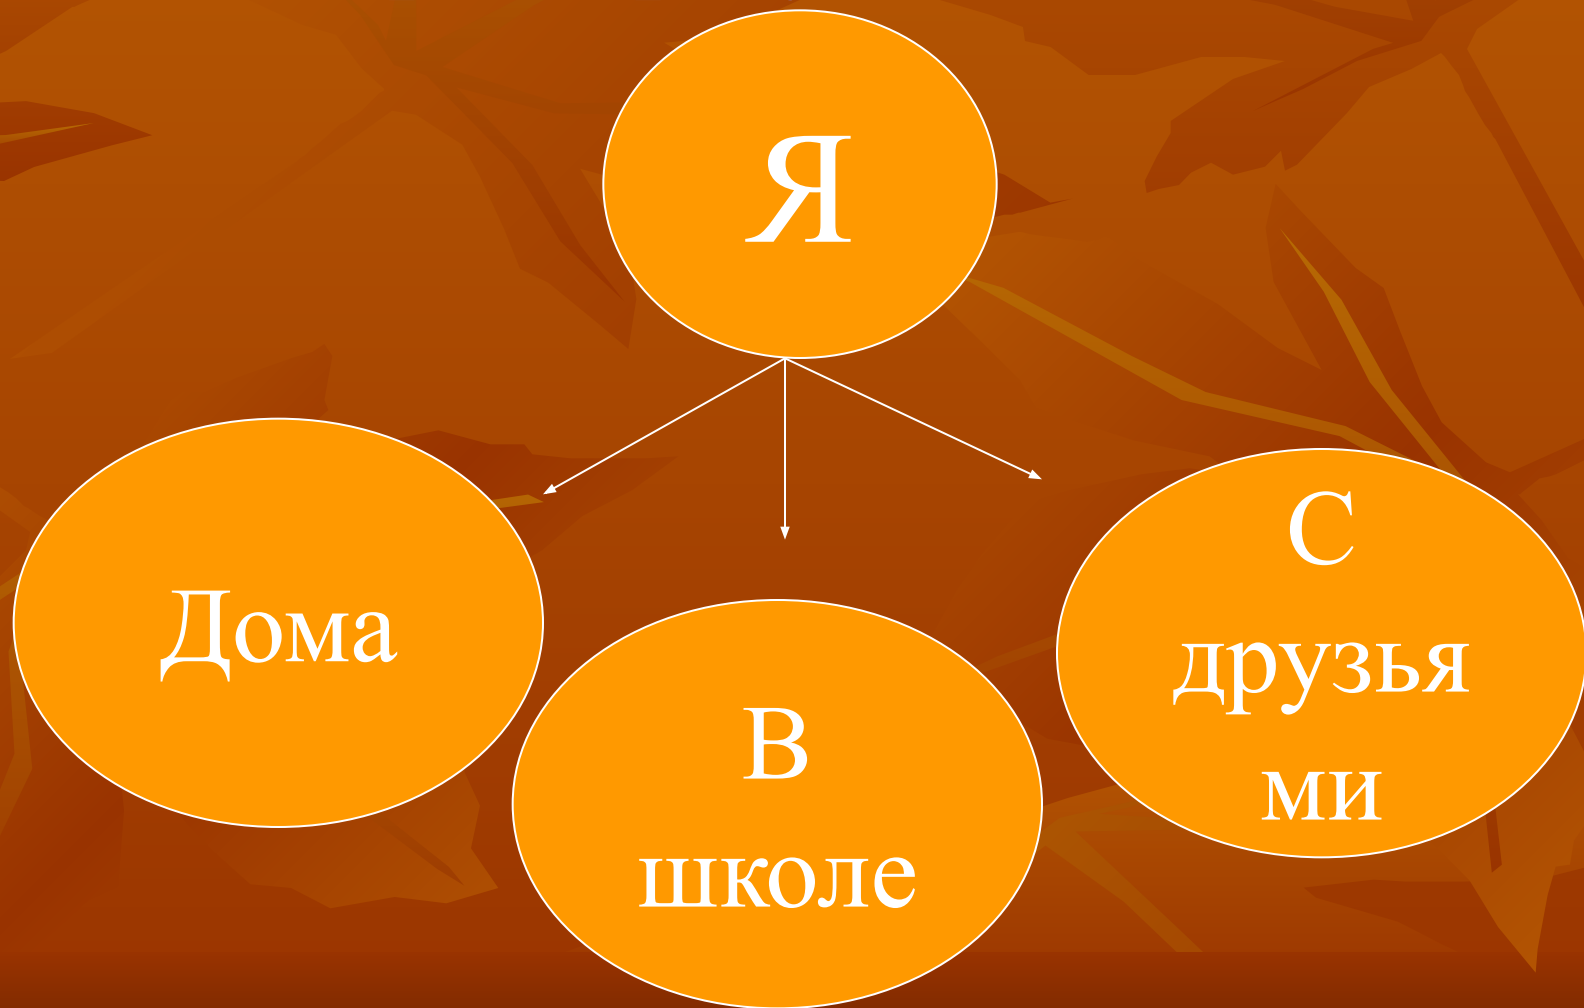 Я
Дома
В
школе
С
друзья
ми